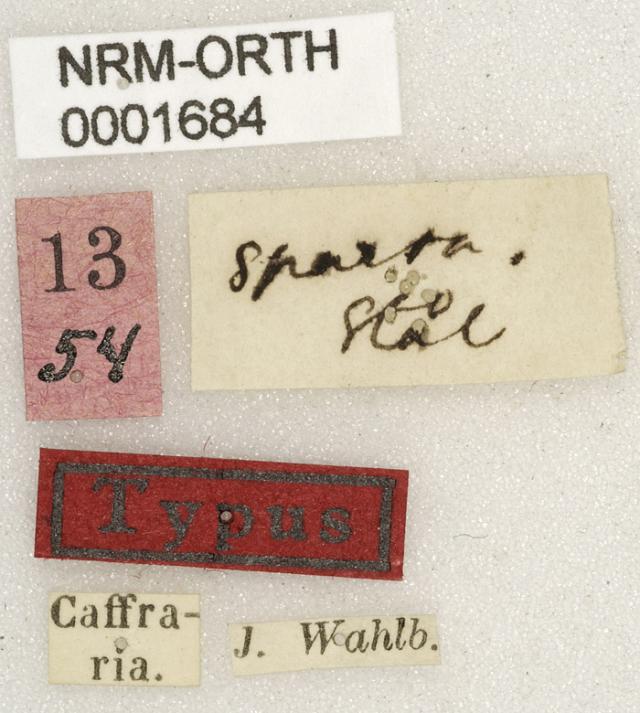 NRM-ORTH
0001684
13
54
Sparta.
Stål
Typus
Caffra-
ria.
J. Wahlb.